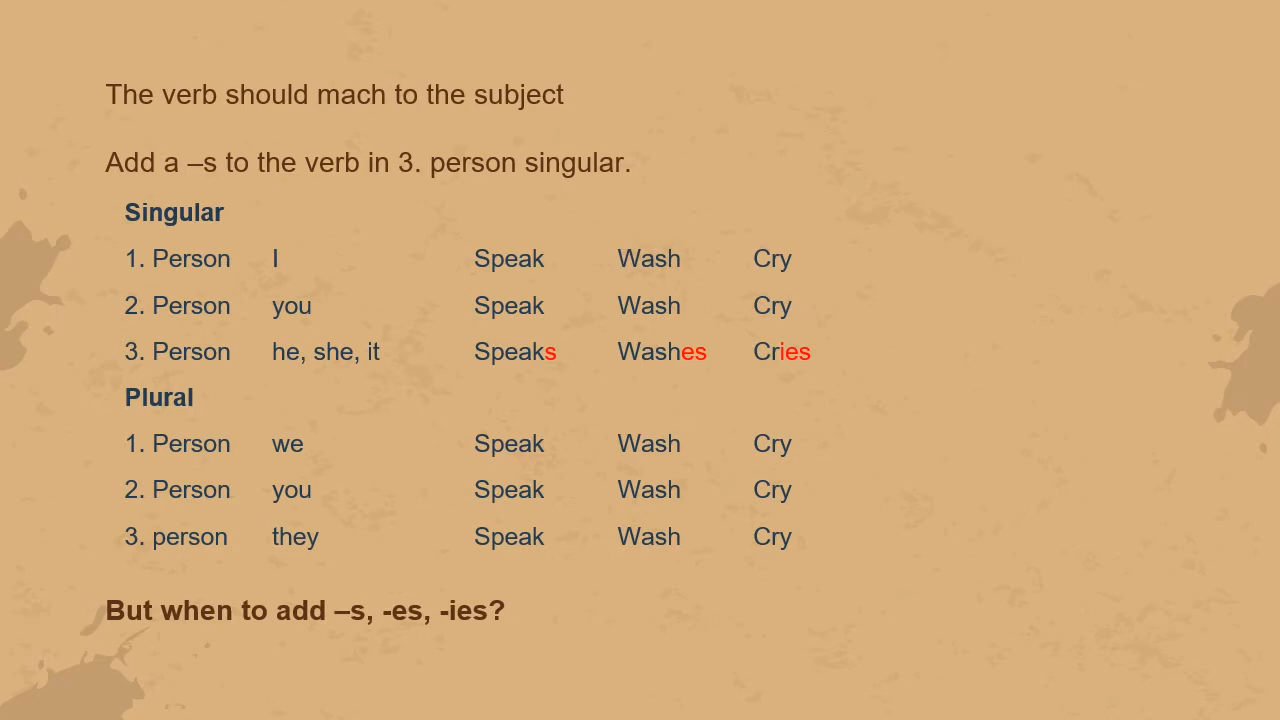 The verb should mach to the subject
Add a –s to the verb in 3. person singular.
Singular
1. Person I Speak Wash Cry
2. Person you Speak Wash Cry
3. Person he, she, it Speaks Washes Cries
Plural
1. Person we Speak Wash Cry
2. Person you Speak Wash Cry
3. person they Speak Wash Cry
But when to add –s, -es, -ies?